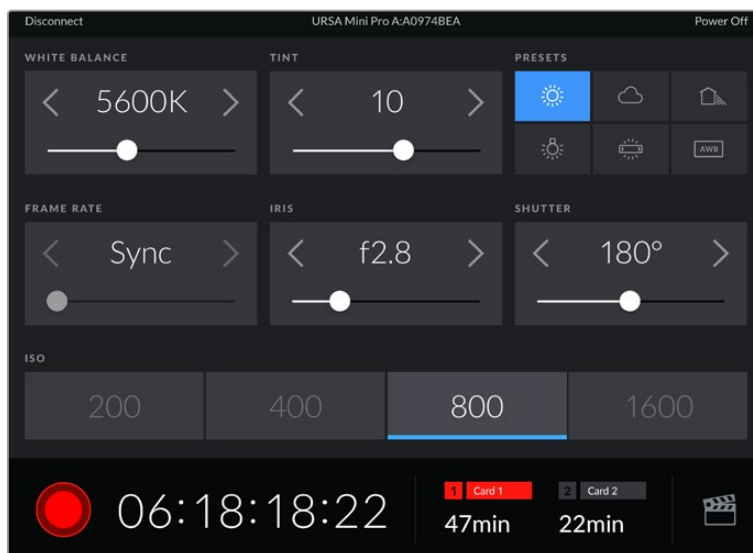 Disconnect URSA Mini Pro A:A0974BEA Power Off
WHITE BALANCE TINT PRESETS
5600K 10
AWB
FRAME RATE IRIS SHUTTER
Sync f2.8 180°
ISO
200 400 800 1600
06:18:18:22
1 Card 1 2 Card 2
47min 22min